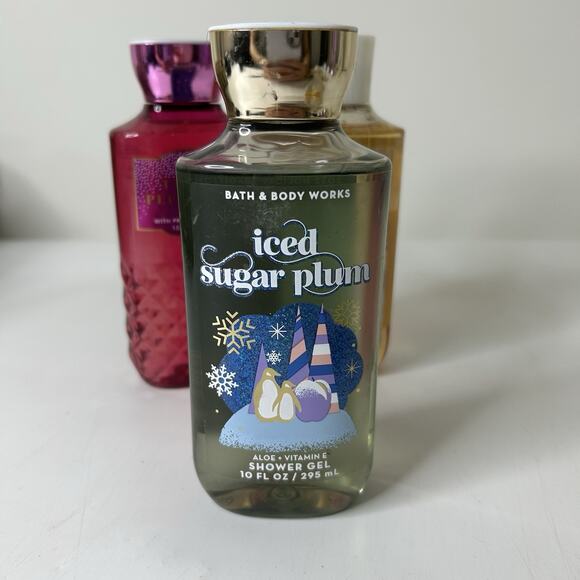 BATH & BODY WORKS
iced
sugar plum
ALOE + VITAMIN E
SHOWER GEL
10 FL OZ / 295 mL